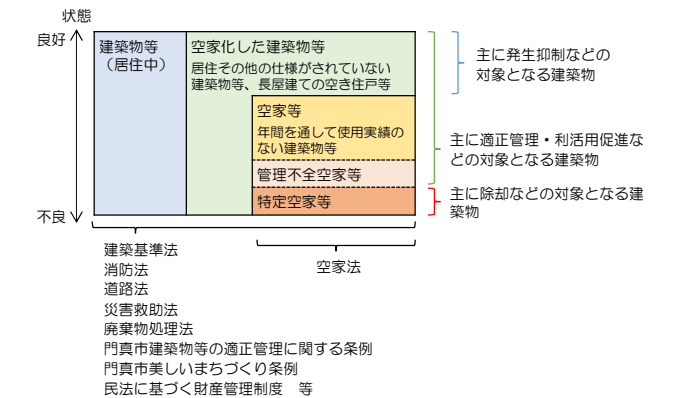 状態
良好
不良
建築物等
（居住中）
空家化した建築物等
居住その他の仕様がされていない
建築物等、長屋建ての空き住戸等
空家等
年間を通して使用実績の
ない建築物等
管理不全空家等
特定空家等
主に発生抑制などの
対象となる建築物
主に適正管理・利活用促進な
どの対象となる建築物
主に除却などの対象となる建
築物
空家法
建築基準法
消防法
道路法
災害救助法
廃棄物処理法
門真市建築物等の適正管理に関する条例
門真市美しいまちづくり条例
民法に基づく財産管理制度　等